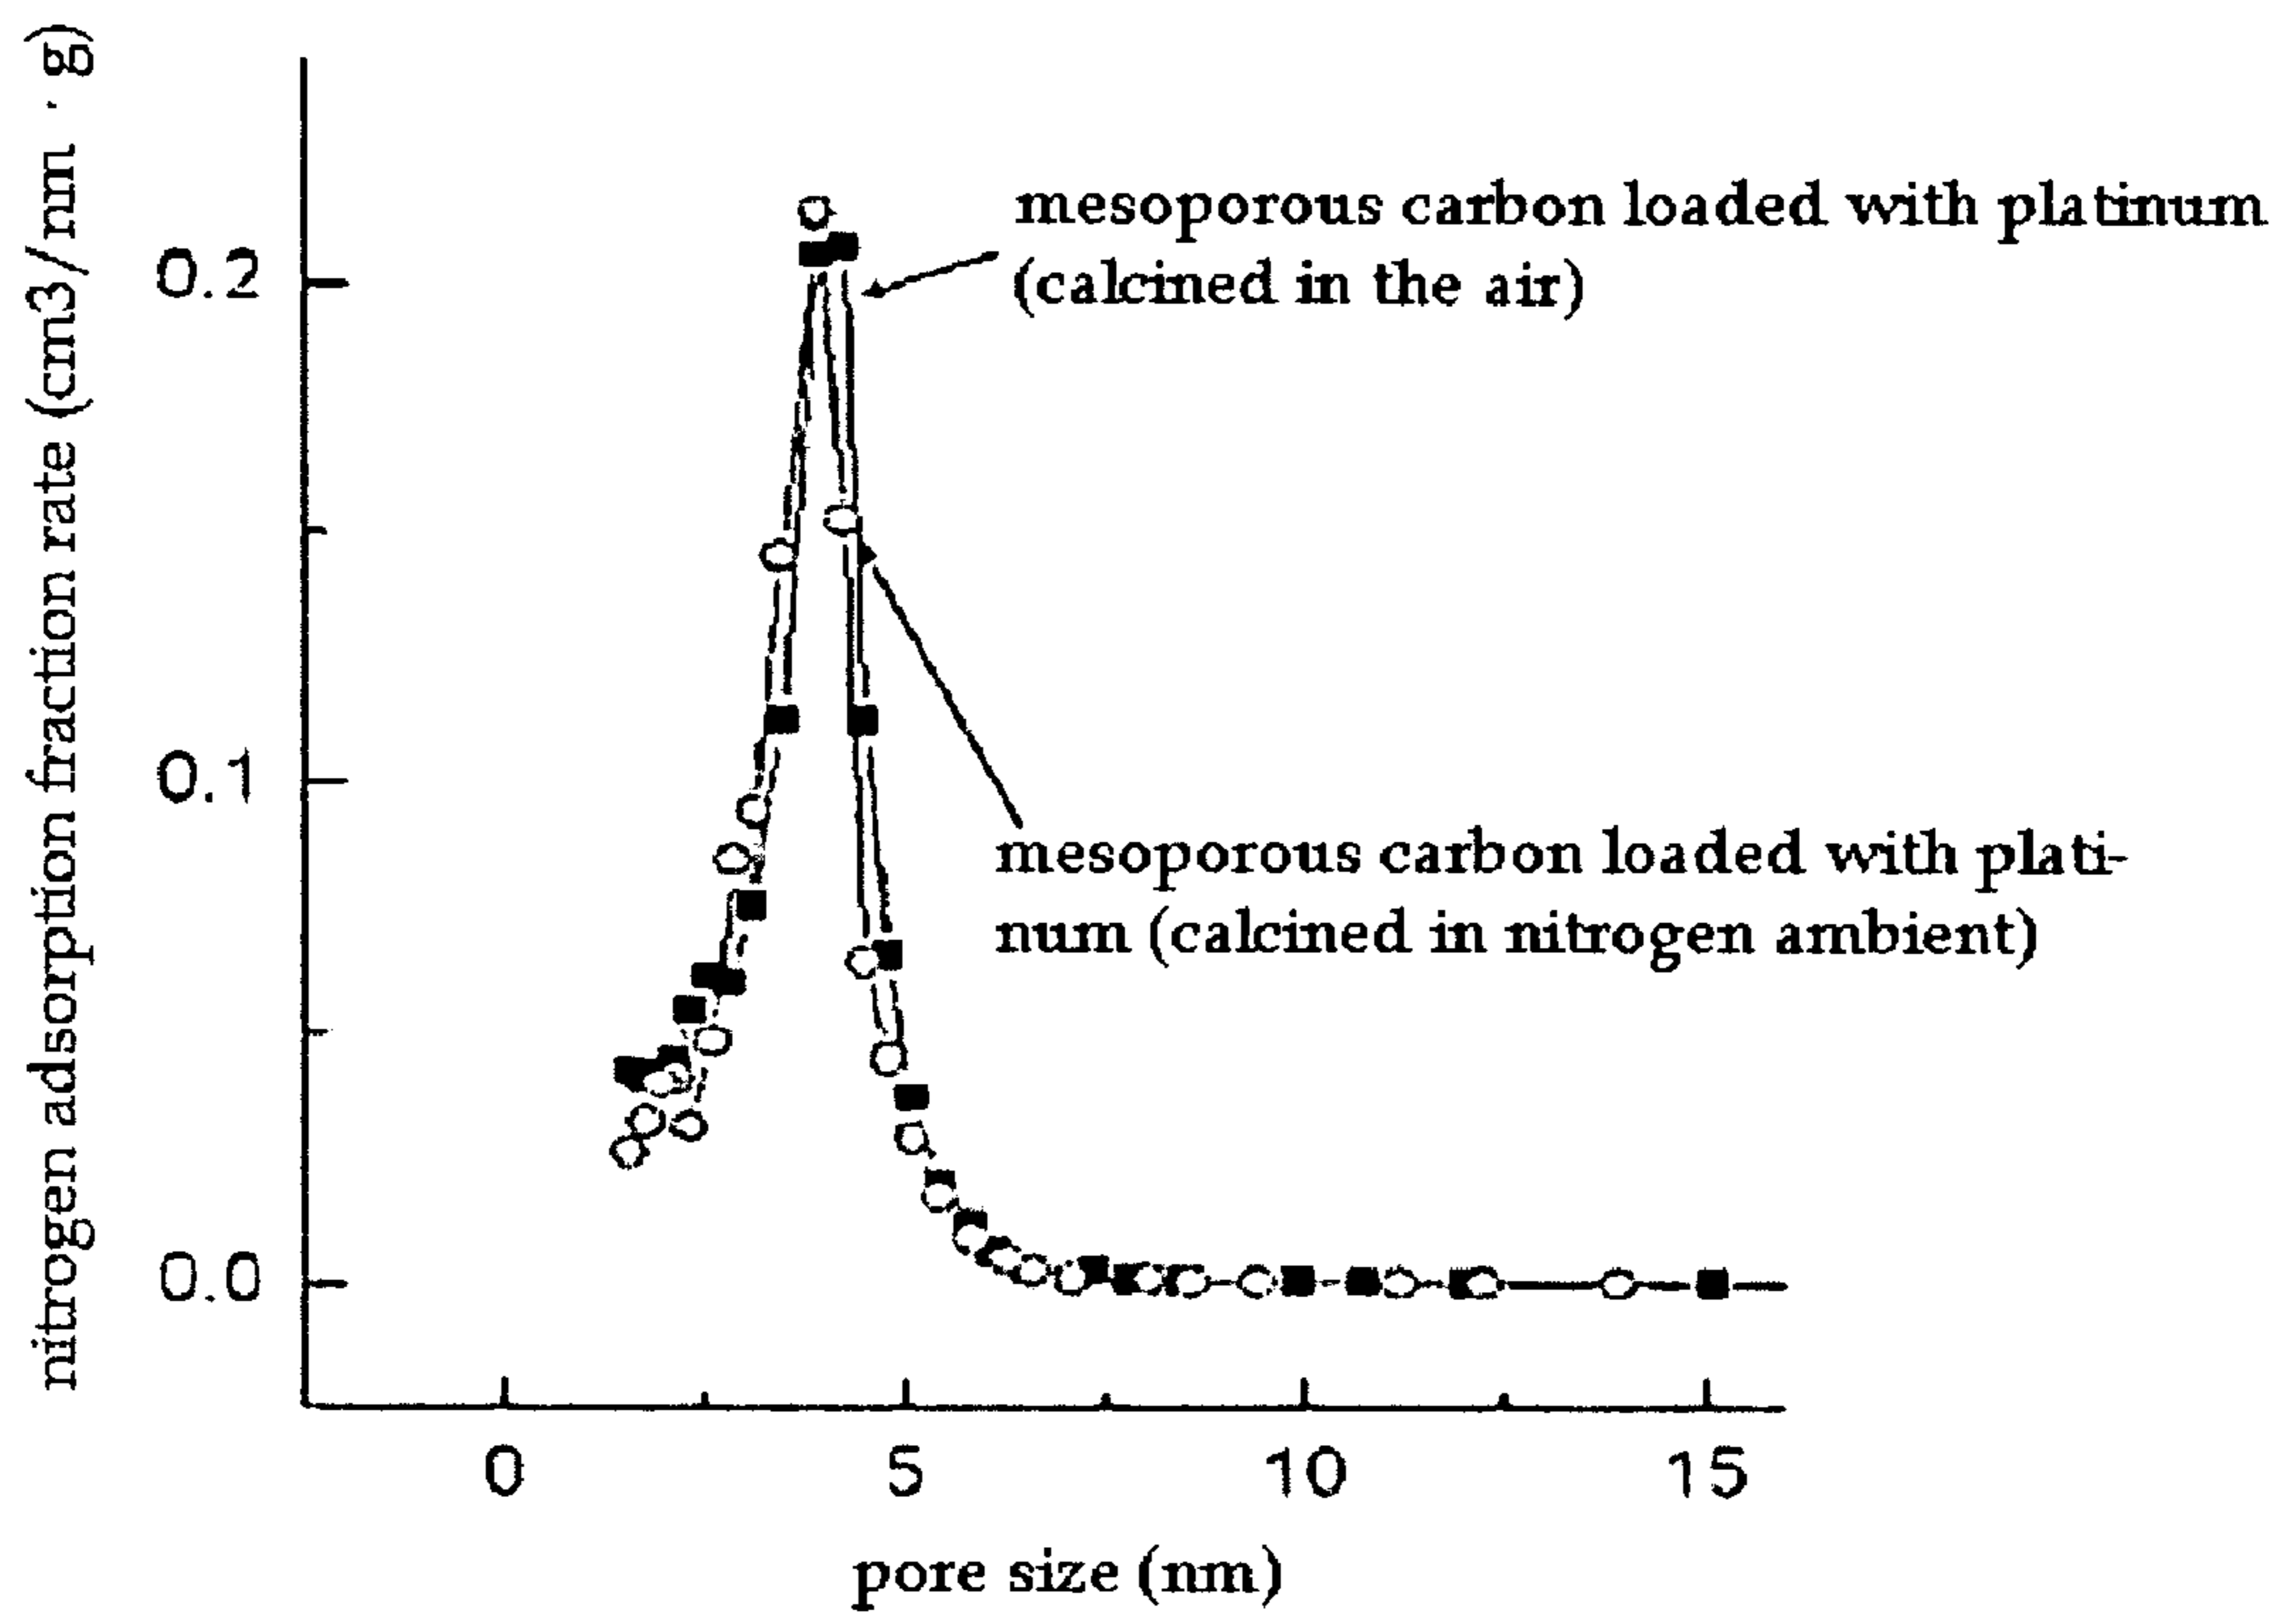 nitrogen adsorption fraction rate (cm3/nm · g)
mesoporous carbon loaded with platinum
(calcined in the air)
0.2
0.1
mesoporous carbon loaded with plati-
num (calcined in nitrogen ambient)
0.0
0 5 10 15
pore size (nm)